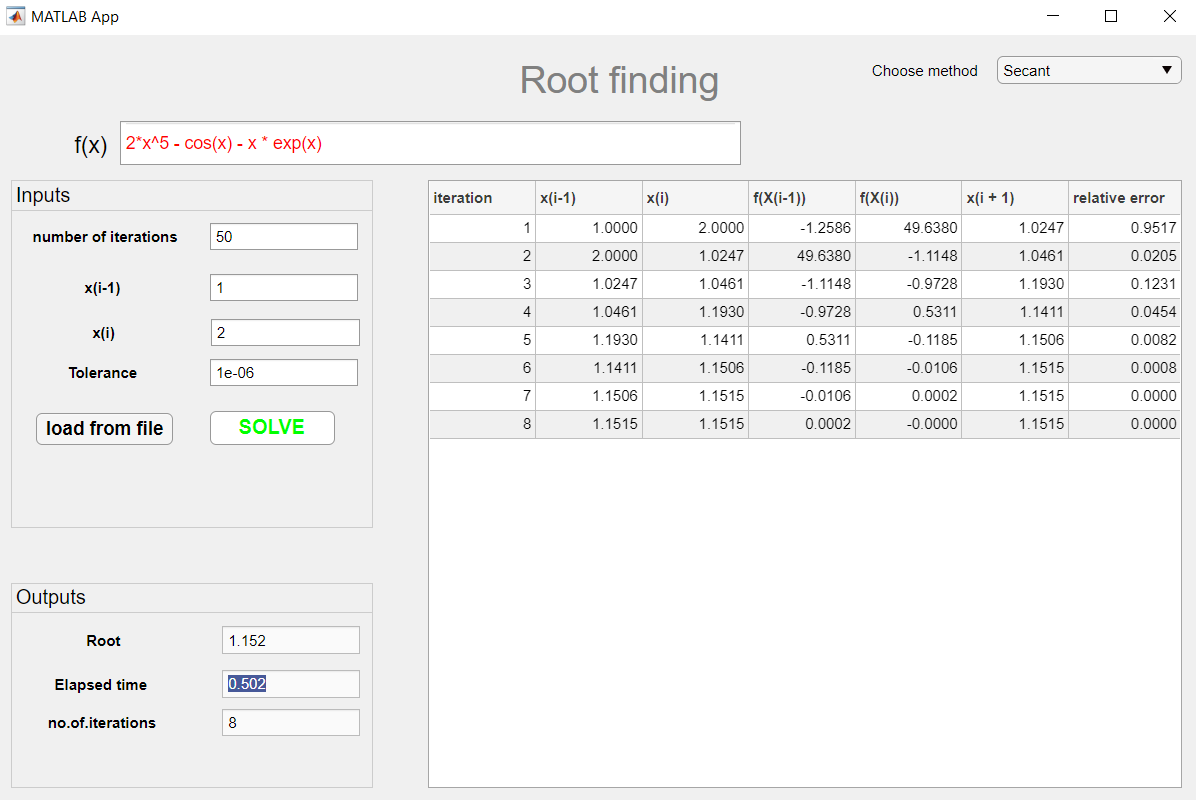 MATLAB App
Root finding
Choose method Secant
f(x) 2*x^5 - cos(x) - x * exp(x)
Inputs
number of iterations 50
x(i-1) 1
x(i) 2
Tolerance 1e-06
load from file SOLVE
Outputs
Root 1.152
Elapsed time 0.502
no.of.iterations 8
iteration x(i-1) x(i) f(X(i-1)) f(X(i)) x(i + 1) relative error
1 1.0000 2.0000 -1.2586 49.6380 1.0247 0.9517
2 2.0000 1.0247 49.6380 -1.1148 1.0461 0.0205
3 1.0247 1.0461 -1.1148 -0.9728 1.1930 0.1231
4 1.0461 1.1930 -0.9728 0.5311 1.1411 0.0454
5 1.1930 1.1411 0.5311 -0.1185 1.1506 0.0082
6 1.1411 1.1506 -0.1185 -0.0106 1.1515 0.0008
7 1.1506 1.1515 -0.0106 0.0002 1.1515 0.0000
8 1.1515 1.1515 0.0002 -0.0000 1.1515 0.0000